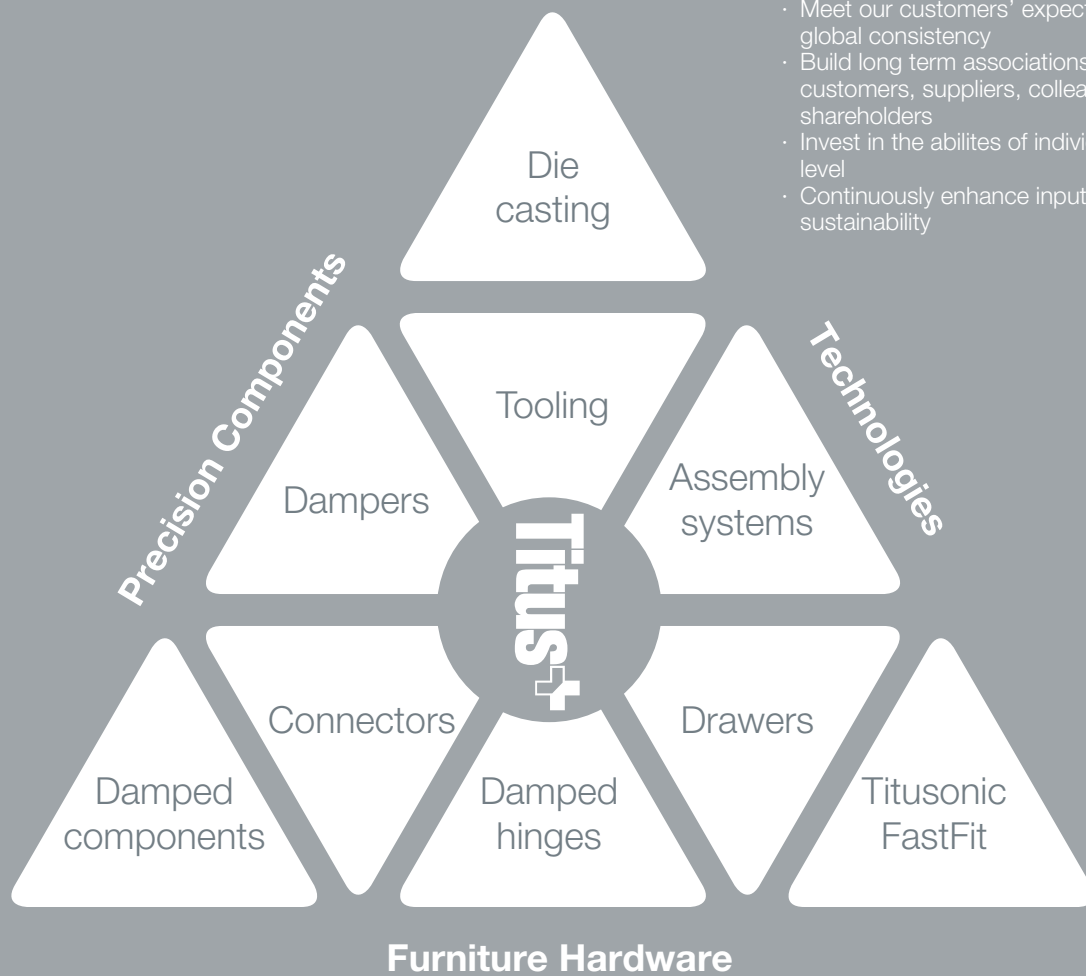 · Meet our customers’ expect
global consistency
· Build long term associations
customers, suppliers, collea
shareholders
· Invest in the abilites of indivi
level
· Continuously enhance input
sustainability
Die
casting
Precision Components
Technologies
Tooling
Dampers
Assembly
systems
Titus+
Connectors
Drawers
Damped
components
Damped
hinges
Titusonic
FastFit
Furniture Hardware